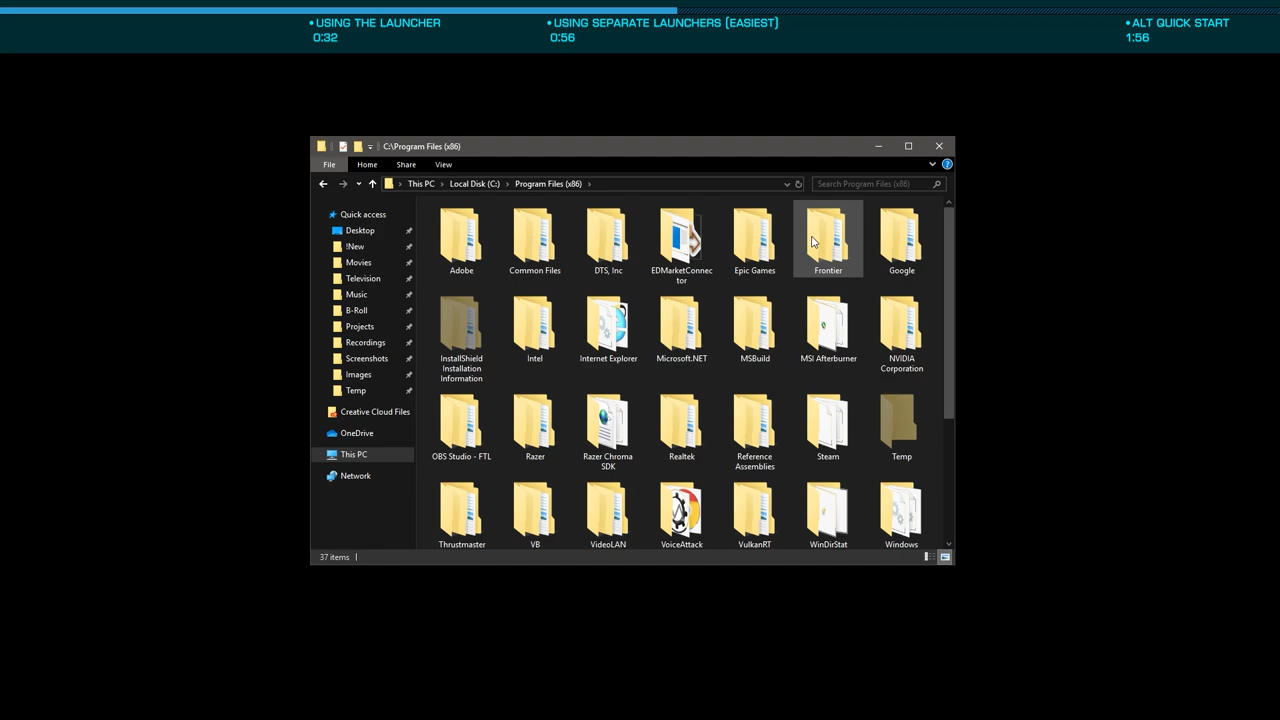 • USING THE LAUNCHER
0:32
• USING SEPARATE LAUNCHERS (EASIEST)
0:56
• ALT QUICK START
1:56
C:\Program Files (x86)
File Home Share View
This PC > Local Disk (C:) > Program Files (x86) >
Search Program Files (x86)
Quick access
Desktop
!New
Movies
Television
Music
B-Roll
Projects
Recordings
Screenshots
Images
Temp
Creative Cloud Files
OneDrive
This PC
Network
Adobe
Common Files
DTS, Inc
EDMarketConnec
tor
Epic Games
Frontier
Google
InstallShield
Installation
Information
Intel
Internet Explorer
Microsoft.NET
MSBuild
MSI Afterburner
NVIDIA
Corporation
OBS Studio - FTL
Razer
Razer Chroma
SDK
Realtek
Reference
Assemblies
Steam
Temp
Thrustmaster
VB
VideoLAN
VoiceAttack
VulkanRT
WinDirStat
Windows
37 items